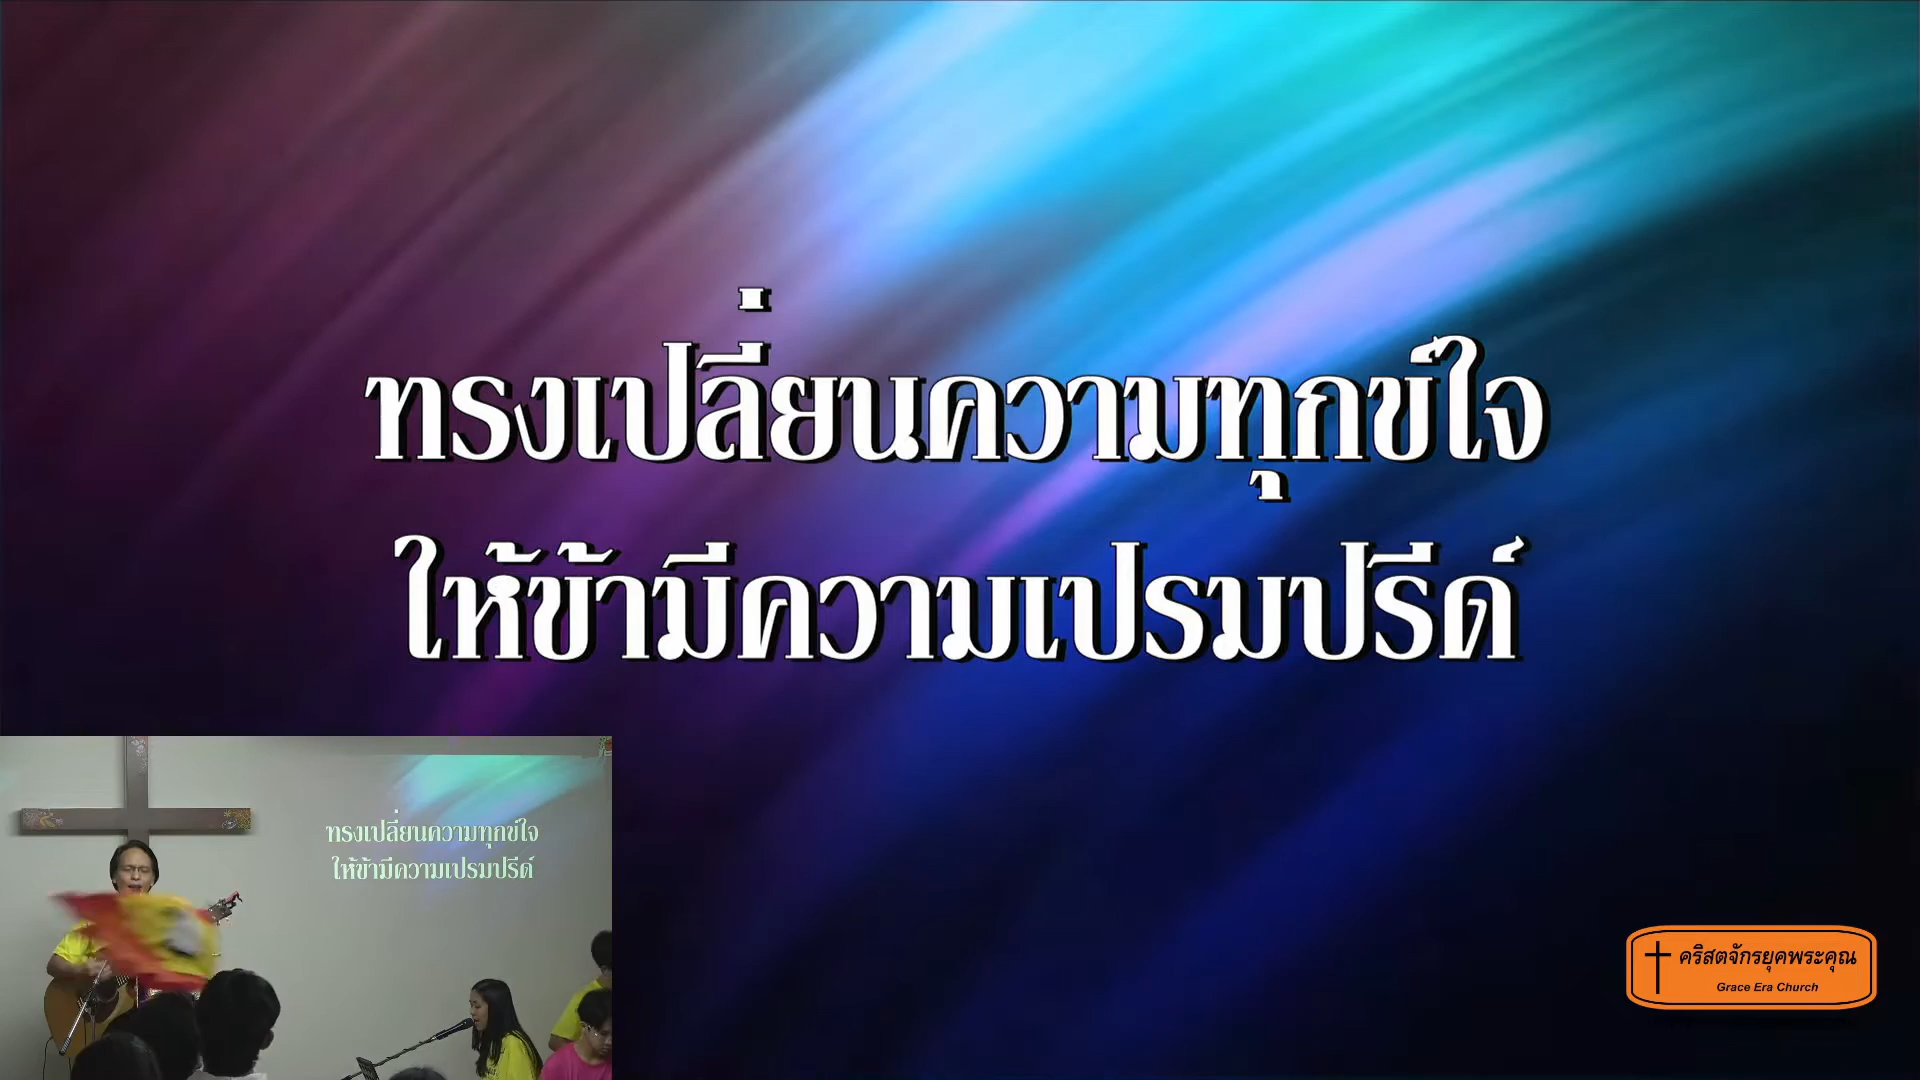 ทรงเปลี่ยนความทุกข์ใจ
ให้ข้ามีความเปรมปรีด์
ทรงเปลี่ยนความทุกข์ใจ
ให้ข้ามีความเปรมปรีด์
คริสตจักรยุคพระคุณ
Grace Era Church